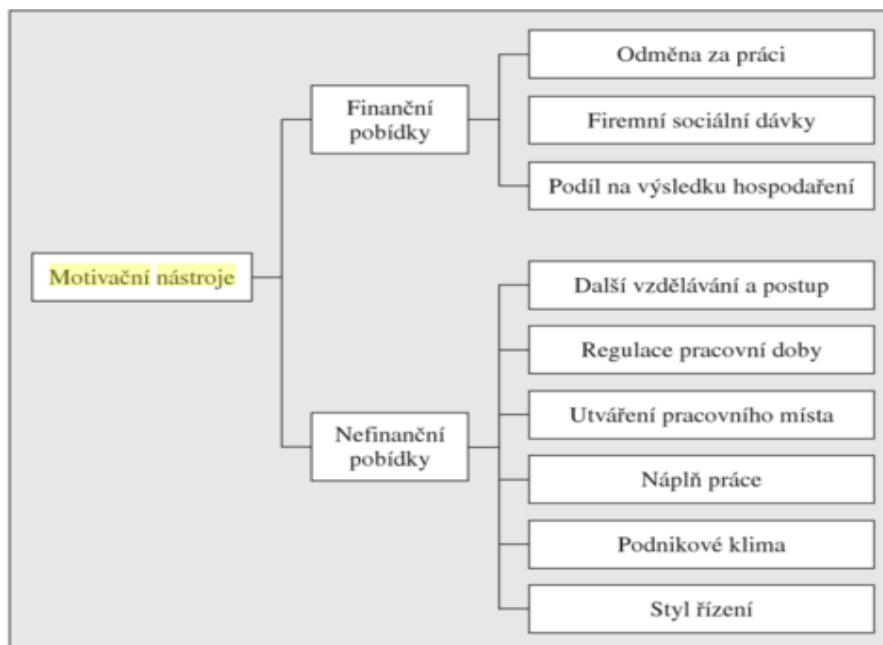 Odměna za práci
Finanční
pobídky
Firemní sociální dávky
Podíl na výsledku hospodaření
Motivační nástroje
Další vzdělávání a postup
Regulace pracovní doby
Utváření pracovního místa
Nefinanční
pobídky
Náplň práce
Podnikové klima
Styl řízení